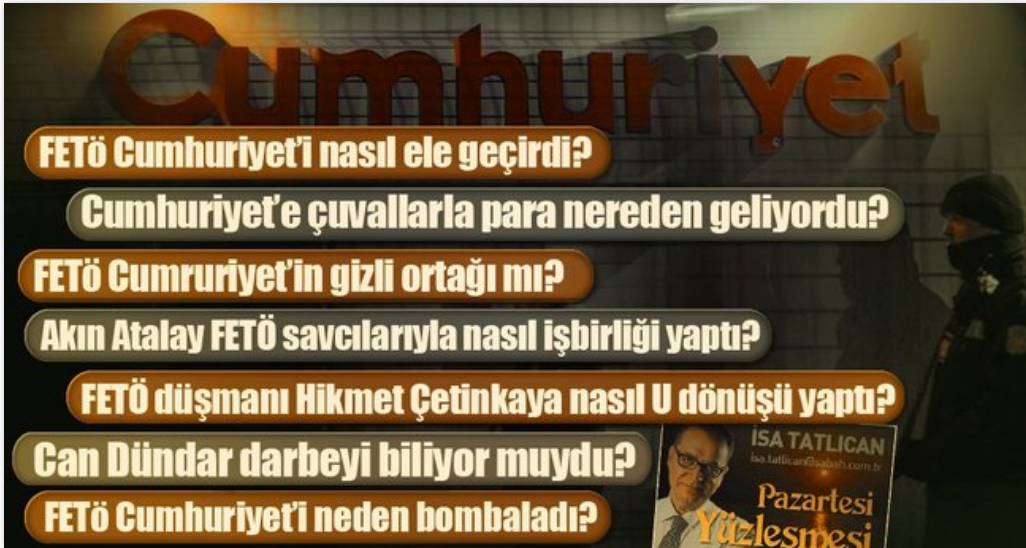 Cumhuriyet
FETÖ Cumhuriyet'i nasıl ele geçirdi?
Cumhuriyet'e çuvallarla para nereden geliyordu?
FETÖ Cumruriyet'in gizli ortağı mı?
Akın Atalay FETÖ savcılarıyla nasıl işbirliği yaptı?
FETÖ düşmanı Hikmet Çetinkaya nasıl U dönüşü yaptı?
Can Dündar darbeyi biliyor muydu?
FETÖ Cumhuriyet'i neden bombaladı?
İSA TATLICAN
isa.tatlican@sabah.com.tr
Pazartesi
Yüzleşmesi